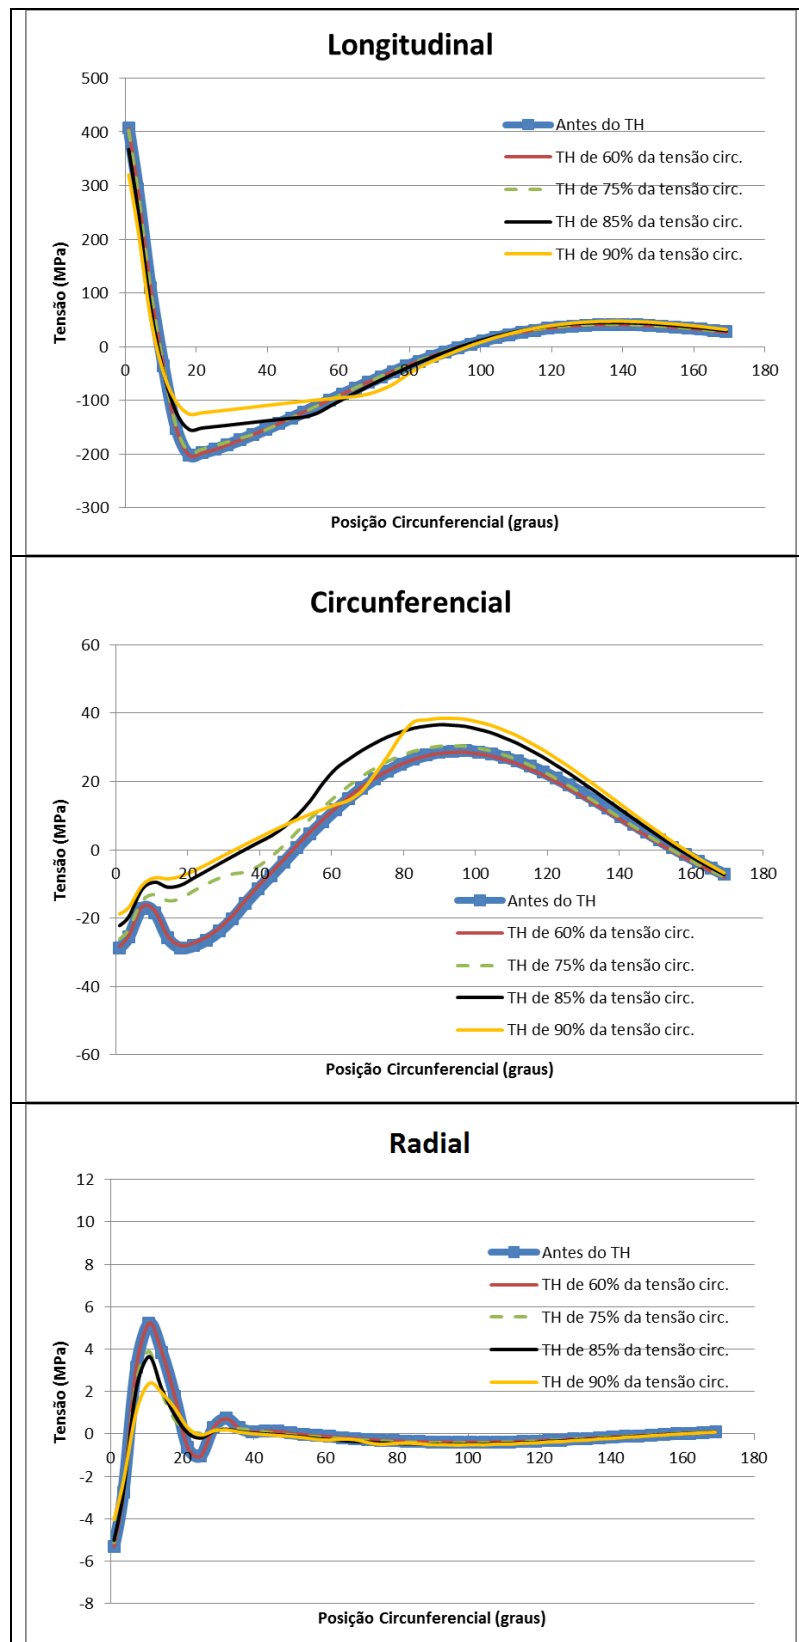 Longitudinal
500
400
300
200
100
0
-100
-200
-300
Tensão (MPa)
0 20 40 60 80 100 120 140 160 180
Posição Circunferencial (graus)
Antes do TH
TH de 60% da tensão circ.
TH de 75% da tensão circ.
TH de 85% da tensão circ.
TH de 90% da tensão circ.
Circunferencial
60
40
20
0
-20
-40
-60
Tensão (MPa)
0 20 40 60 80 100 120 140 160 180
Antes do TH
TH de 60% da tensão circ.
TH de 75% da tensão circ.
TH de 85% da tensão circ.
TH de 90% da tensão circ.
Posição Circunferencial (graus)
Radial
12
10
8
6
4
2
0
-2
-4
-6
-8
Tensão (MPa)
Antes do TH
TH de 60% da tensão circ.
TH de 75% da tensão circ.
TH de 85% da tensão circ.
TH de 90% da tensão circ.
0 20 40 60 80 100 120 140 160 180
Posição Circunferencial (graus)